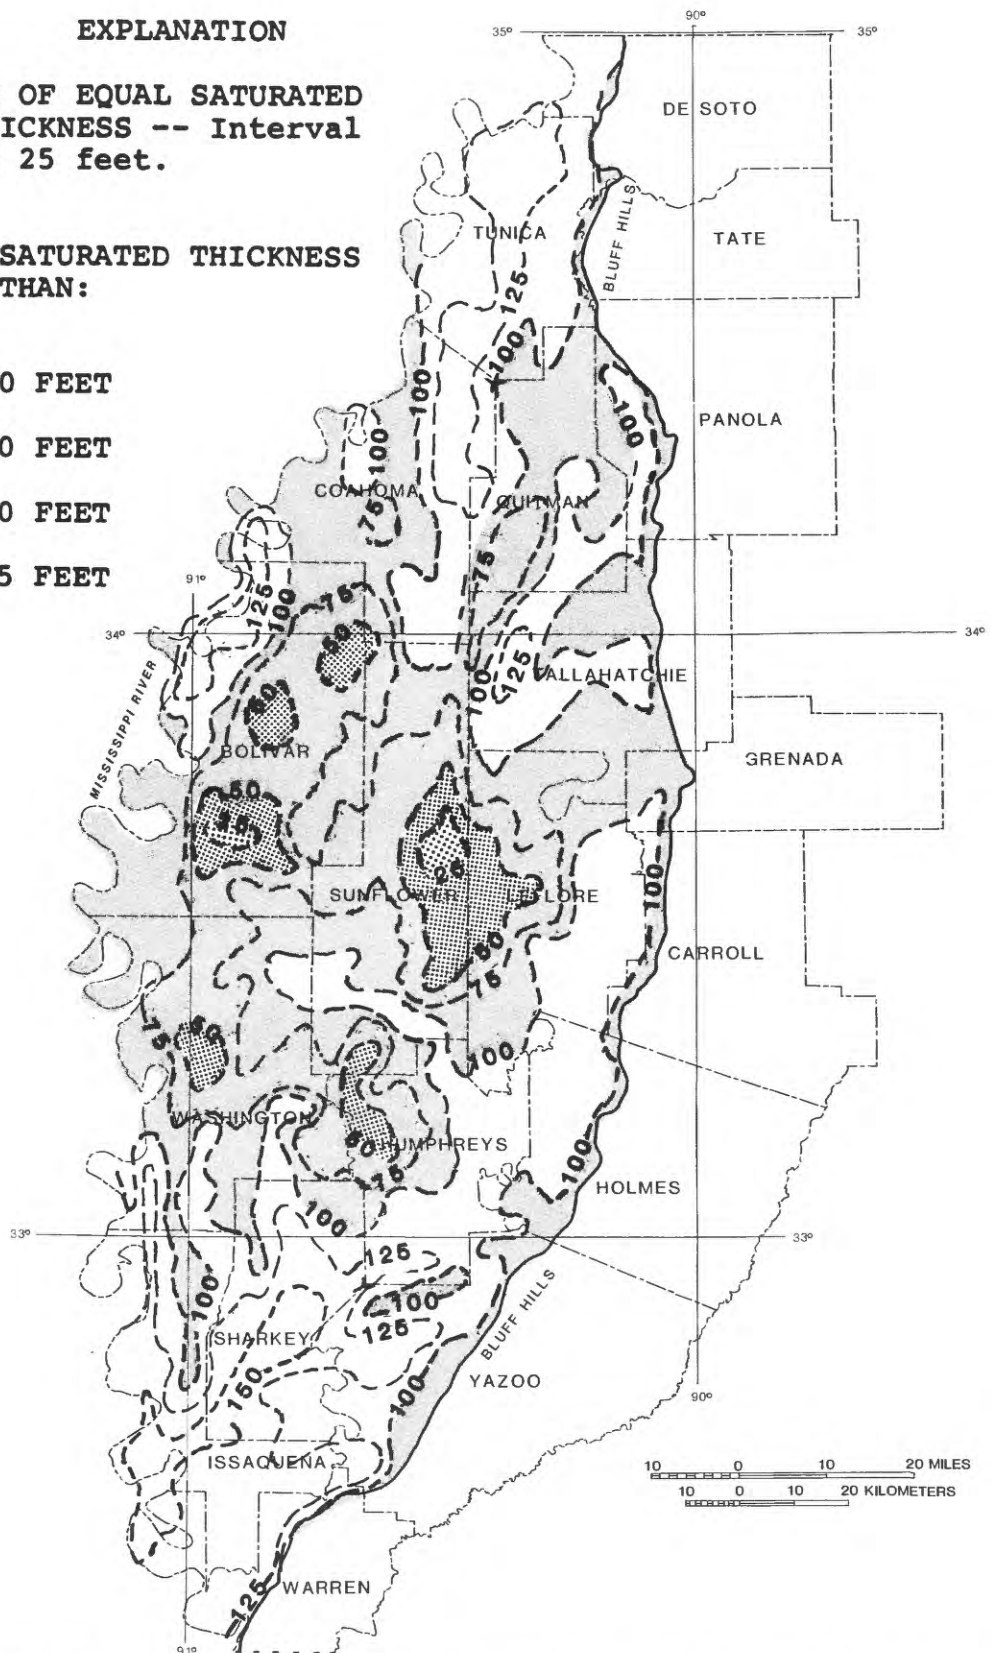 EXPLANATION
OF EQUAL SATURATED
ICKNESS -- Interval
25 feet.
SATURATED THICKNESS
THAN:
0 FEET
0 FEET
0 FEET
5 FEET
90°
35°
35°
DE SOTO
BLUFF HILLS
TUNICA
TATE
125
100
100
100
PANOLA
100
COAHOMA
QUITMAN
75
75
91°
125
100
75
34°
34°
50
125
TALLAHATCHIE
100
50
MISSISSIPPI RIVER
BOLIVAR
GRENADA
50
25
25
SUNFLOWER
LEFLORE
100
CARROLL
50
75
75
50
100
WASHINGTON
HUMPHREYS
50
75
100
HOLMES
100
33°
33°
125
100
100
125
BLUFF HILLS
SHARKEY
150
100
YAZOO
90°
ISSAQUENA
10 0 10 20 MILES
10 0 10 20 KILOMETERS
WARREN
125
91°